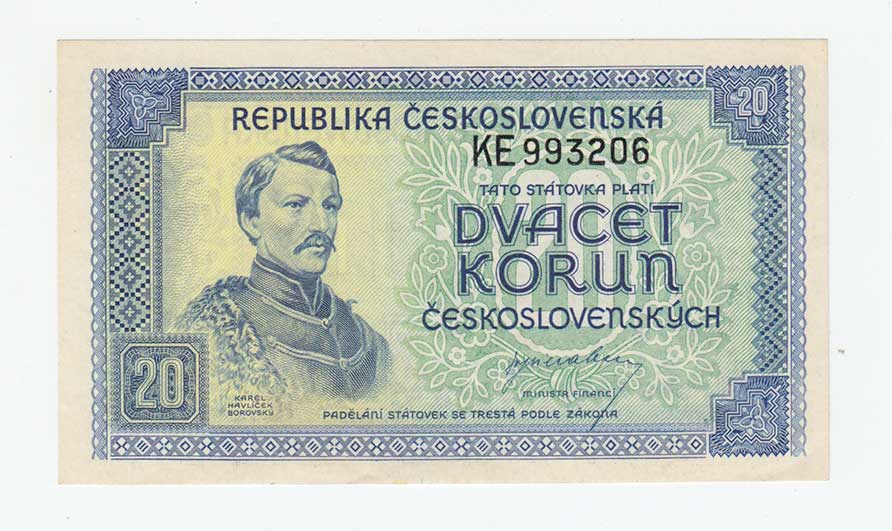 20
REPUBLIKA ČESKOSLOVENSKÁ
KE 993206
TATO STÁTOVKA PLATÍ
DVACET
KORUN
ČESKOSLOVENSKÝCH
MINISTR FINANCÍ
20
KAREL
HAVLÍČEK
BOROVSKÝ
PADĚLÁNÍ STÁTOVEK SE TRESTÁ PODLE ZÁKONA
20